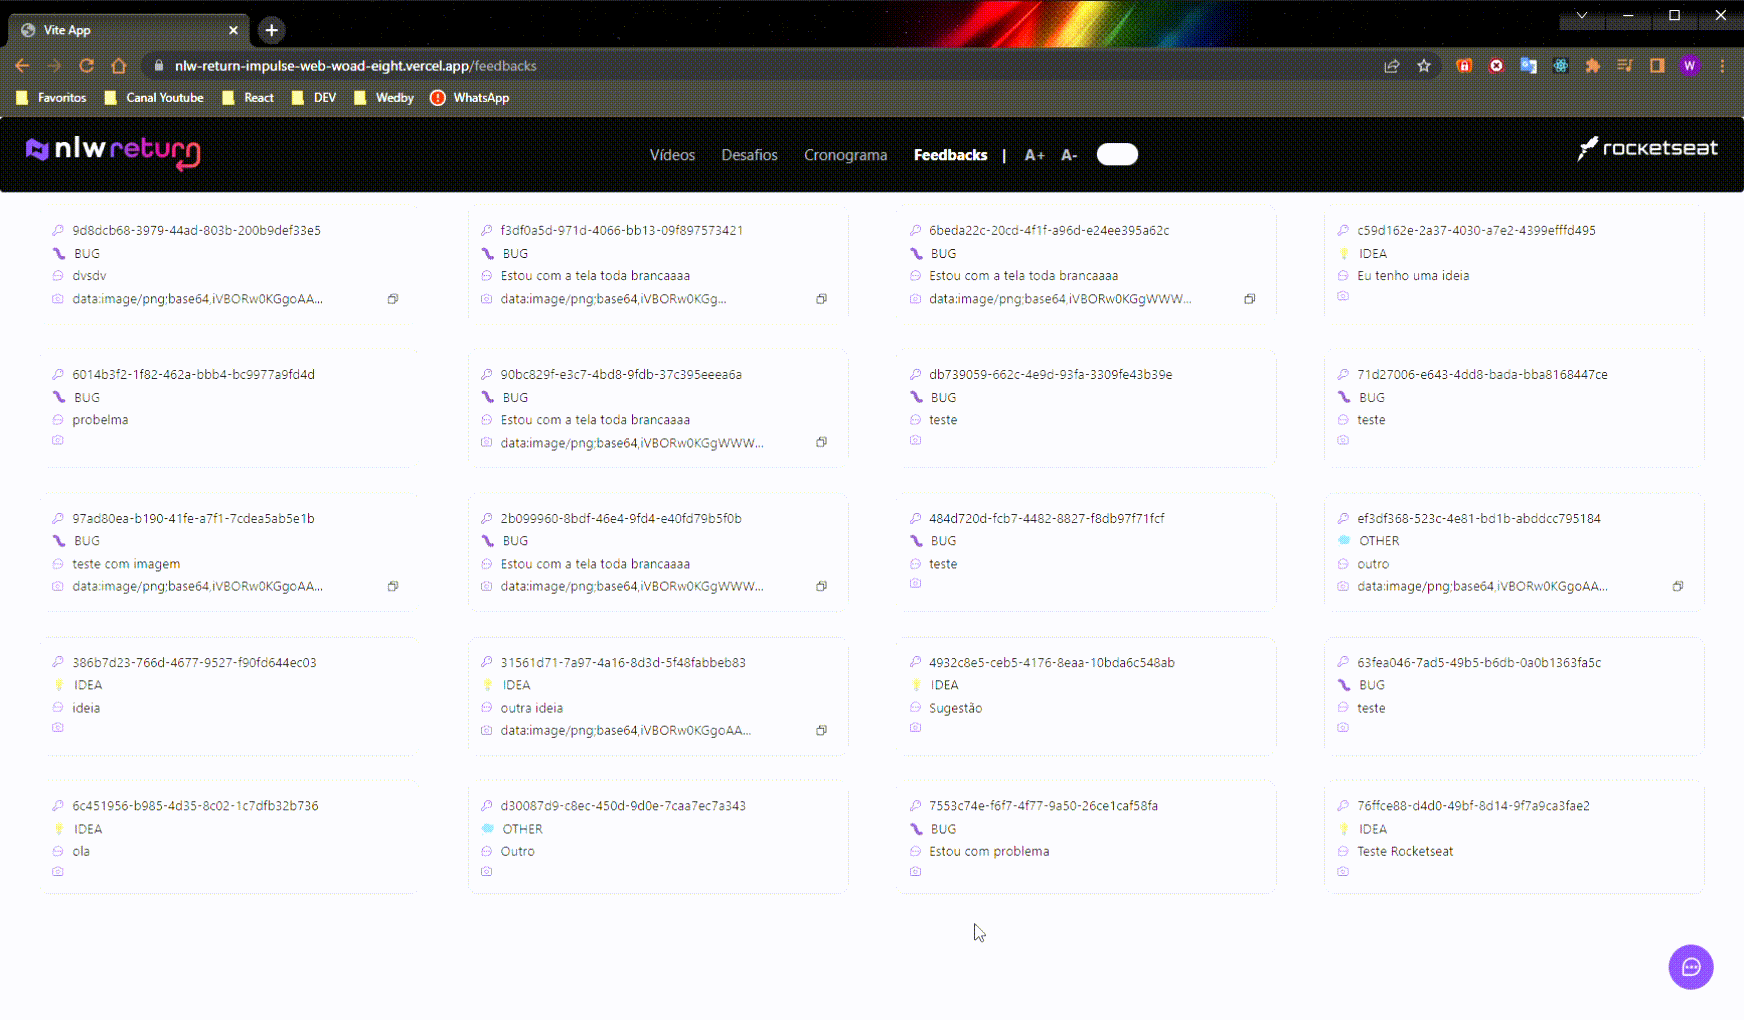 Vite App
nlw-return-impulse-web-woad-eight.vercel.app/feedbacks
W
Favoritos Canal Youtube React DEV Wedby WhatsApp
nlw return Vídeos Desafios Cronograma Feedbacks | A+ A- rocketseat
9d8dcb68-3979-44ad-803b-200b9def33e5
BUG
dvsdv
data:image/png;base64,iVBORw0KGgoAA...
f3df0a5d-971d-4066-bb13-09f897573421
BUG
Estou com a tela toda brancaaaa
data:image/png;base64,iVBORw0KGg...
6beda22c-20cd-4f1f-a96d-e24ee395a62c
BUG
Estou com a tela toda brancaaaa
data:image/png;base64,iVBORw0KGgWWW...
c59d162e-2a37-4030-a7e2-4399efffd495
IDEA
Eu tenho uma ideia
6014b3f2-1f82-462a-bbb4-bc9977a9fd4d
BUG
probelma
90bc829f-e3c7-4bd8-9fdb-37c395eeea6a
BUG
Estou com a tela toda brancaaaa
data:image/png;base64,iVBORw0KGgWWW...
db739059-662c-4e9d-93fa-3309fe43b39e
BUG
teste
71d27006-e643-4dd8-bada-bba8168447ce
BUG
teste
97ad80ea-b190-41fe-a7f1-7cdea5ab5e1b
BUG
teste com imagem
data:image/png;base64,iVBORw0KGgoAA...
2b099960-8bdf-46e4-9fd4-e40fd79b5f0b
BUG
Estou com a tela toda brancaaaa
data:image/png;base64,iVBORw0KGgWWW...
484d720d-fcb7-4482-8827-f8db97f71fcf
BUG
teste
ef3df368-523c-4e81-bd1b-abddcc795184
OTHER
outro
data:image/png;base64,iVBORw0KGgoAA...
386b7d23-766d-4677-9527-f90fd644ec03
IDEA
ideia
31561d71-7a97-4a16-8d3d-5f48fabbeb83
IDEA
outra ideia
data:image/png;base64,iVBORw0KGgoAA...
4932c8e5-ceb5-4176-8eaa-10bda6c548ab
IDEA
Sugestão
63fea046-7ad5-49b5-b6db-0a0b1363fa5c
BUG
teste
6c451956-b985-4d35-8c02-1c7dfb32b736
IDEA
ola
d30087d9-c8ec-450d-9d0e-7caa7ec7a343
OTHER
Outro
7553c74e-f6f7-4f77-9a50-26ce1caf58fa
BUG
Estou com problema
76ffce88-d4d0-49bf-8d14-9f7a9ca3fae2
IDEA
Teste Rocketseat